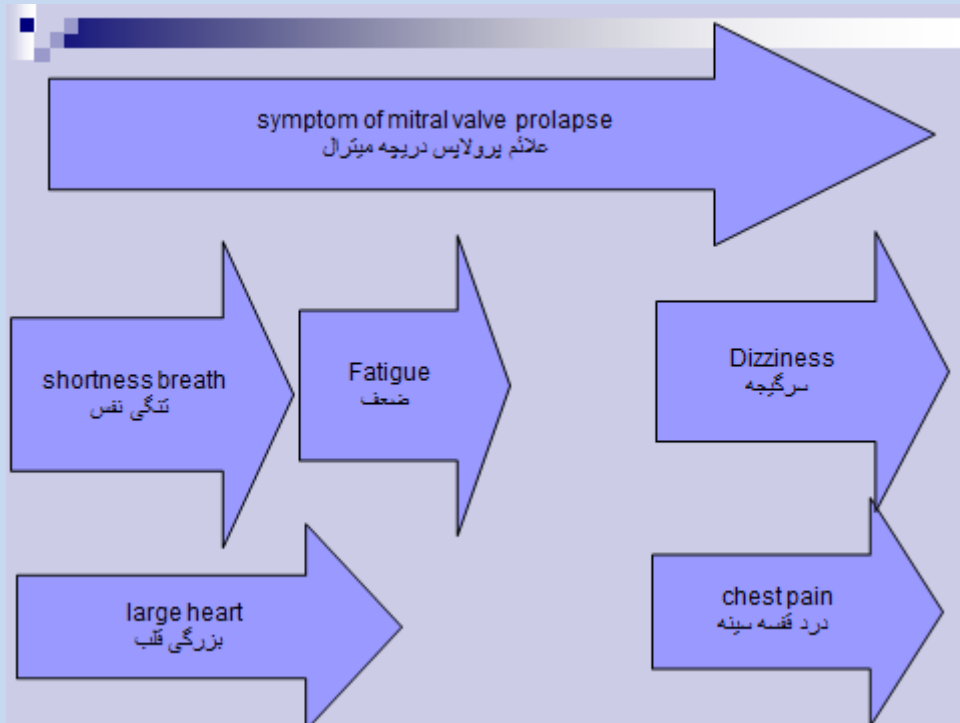 symptom of mitral valve prolapse
علائم پرولاپس دریچه میترال
shortness breath
تنگی نفس
Fatigue
ضعف
Dizziness
سرگیجه
large heart
بزرگی قلب
chest pain
درد قفسه سینه